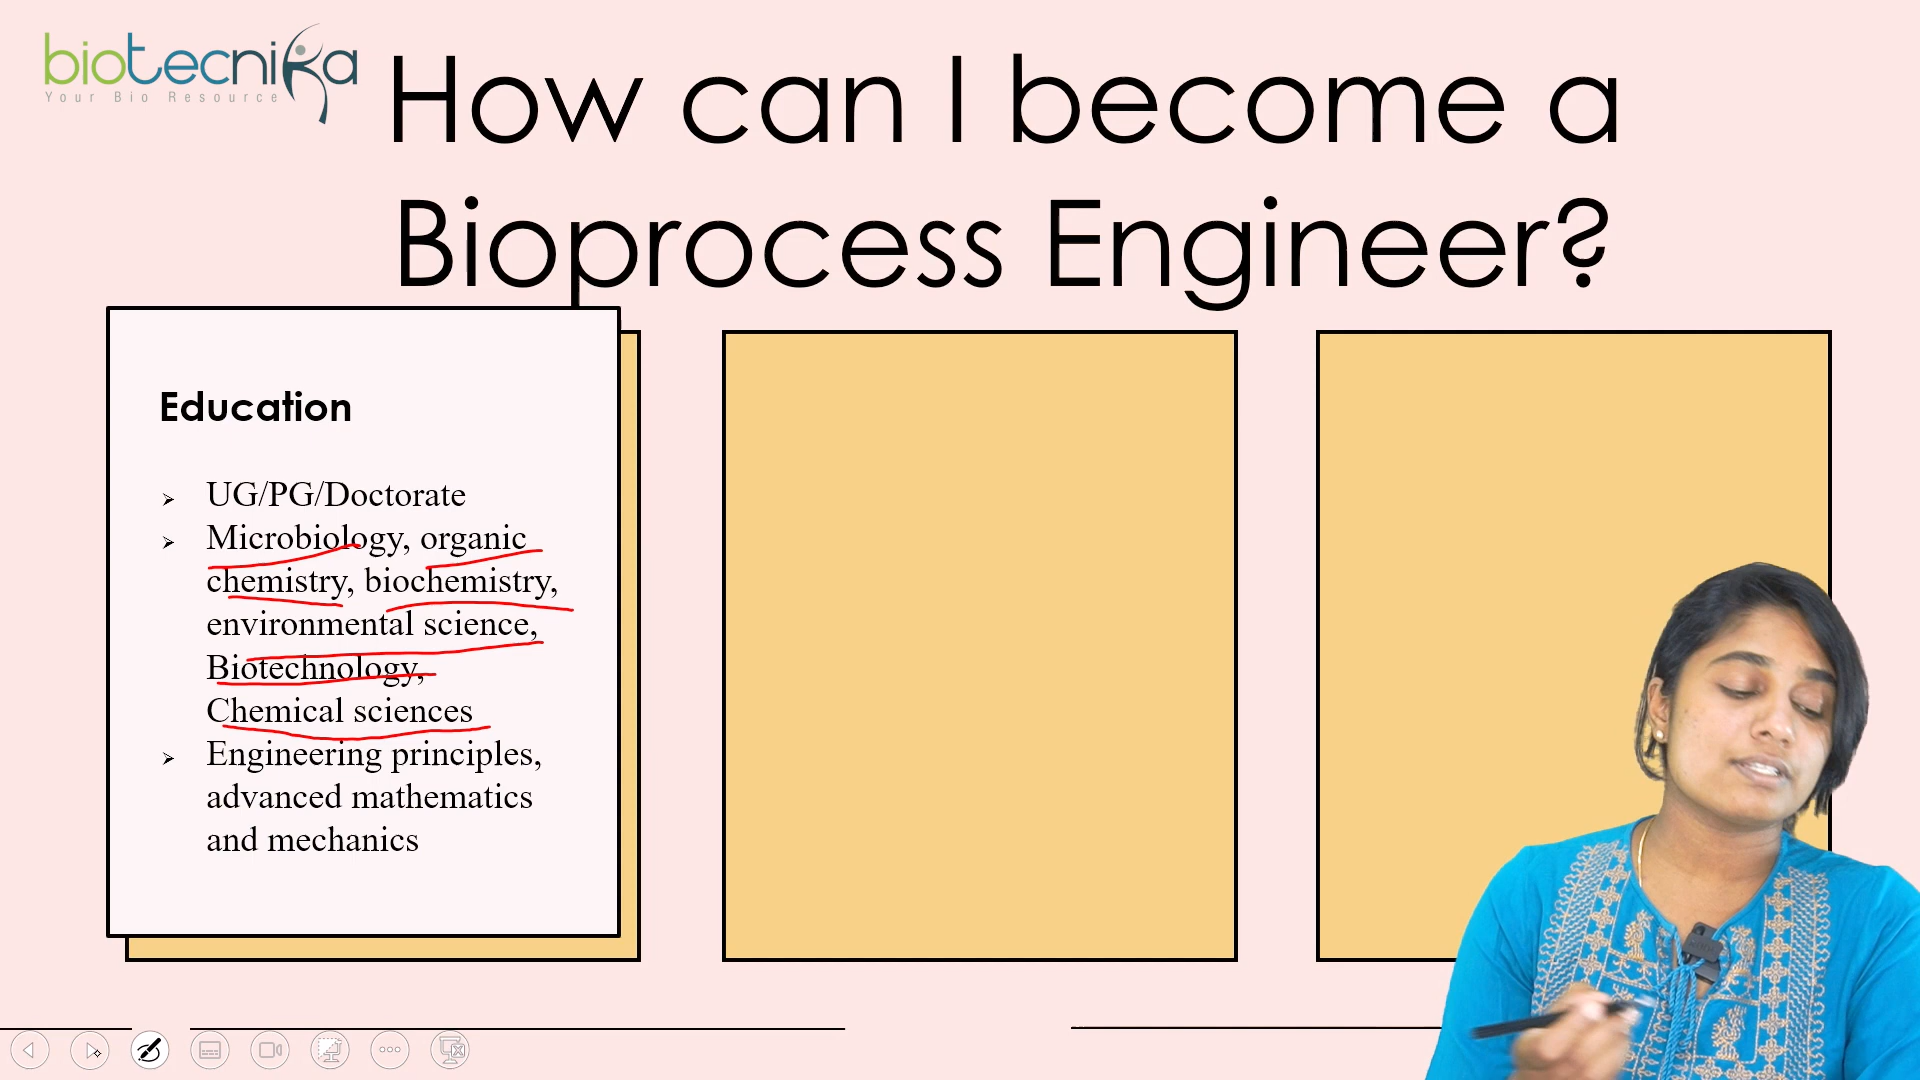 biotecnika
Your Bio Resource
How can I become a
Bioprocess Engineer?
Education
UG/PG/Doctorate
Microbiology, organic
chemistry, biochemistry,
environmental science,
Biotechnology,
Chemical sciences
Engineering principles,
advanced mathematics
and mechanics